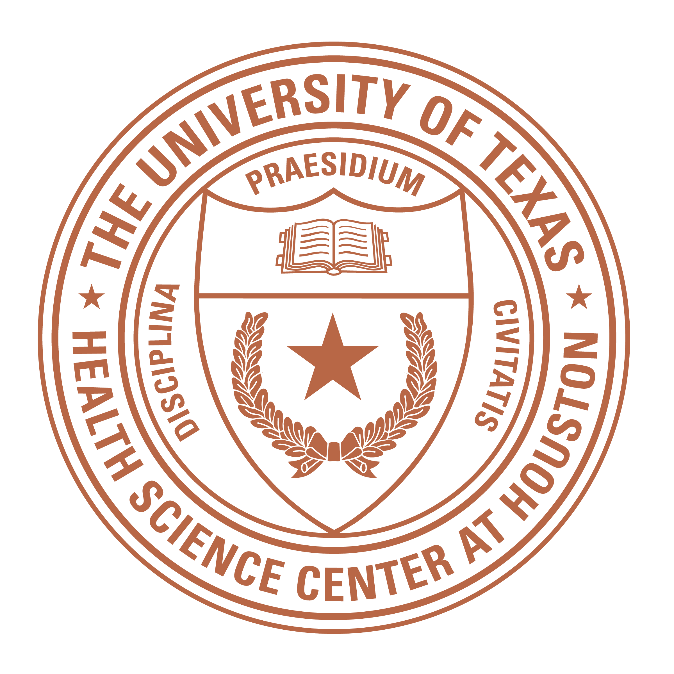 THE UNIVERSITY OF TEXAS
HEALTH SCIENCE CENTER AT HOUSTON
DISCIPLINA
PRAESIDIUM
CIVITATIS